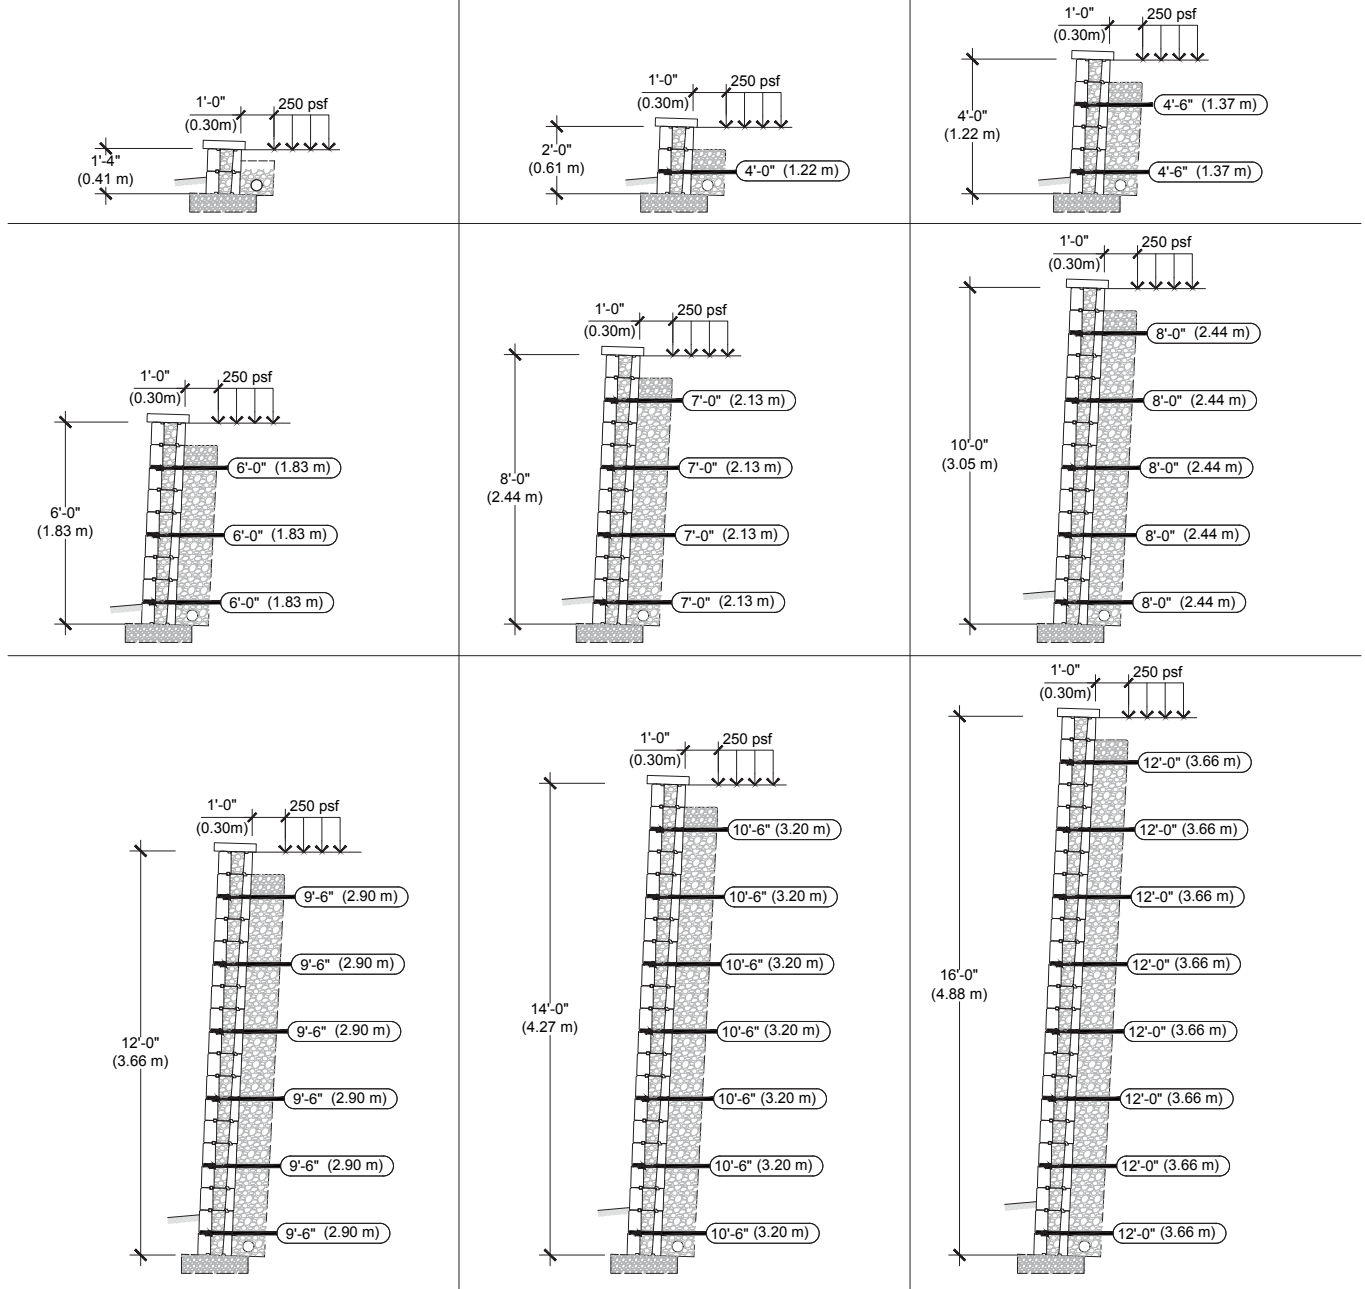 1'-0" 250 psf
(0.30m)
1'-4"
(0.41 m)
1'-0" 250 psf
(0.30m)
2'-0"
(0.61 m)
4'-0" (1.22 m)
1'-0" 250 psf
(0.30m)
4'-0"
(1.22 m)
4'-6" (1.37 m)
4'-6" (1.37 m)
1'-0" 250 psf
(0.30m)
6'-0"
(1.83 m)
6'-0" (1.83 m)
6'-0" (1.83 m)
6'-0" (1.83 m)
1'-0" 250 psf
(0.30m)
8'-0"
(2.44 m)
7'-0" (2.13 m)
7'-0" (2.13 m)
7'-0" (2.13 m)
7'-0" (2.13 m)
1'-0" 250 psf
(0.30m)
10'-0"
(3.05 m)
8'-0" (2.44 m)
8'-0" (2.44 m)
8'-0" (2.44 m)
8'-0" (2.44 m)
8'-0" (2.44 m)
1'-0" 250 psf
(0.30m)
12'-0"
(3.66 m)
9'-6" (2.90 m)
9'-6" (2.90 m)
9'-6" (2.90 m)
9'-6" (2.90 m)
9'-6" (2.90 m)
9'-6" (2.90 m)
1'-0" 250 psf
(0.30m)
14'-0"
(4.27 m)
10'-6" (3.20 m)
10'-6" (3.20 m)
10'-6" (3.20 m)
10'-6" (3.20 m)
10'-6" (3.20 m)
10'-6" (3.20 m)
10'-6" (3.20 m)
1'-0" 250 psf
(0.30m)
16'-0"
(4.88 m)
12'-0" (3.66 m)
12'-0" (3.66 m)
12'-0" (3.66 m)
12'-0" (3.66 m)
12'-0" (3.66 m)
12'-0" (3.66 m)
12'-0" (3.66 m)
12'-0" (3.66 m)